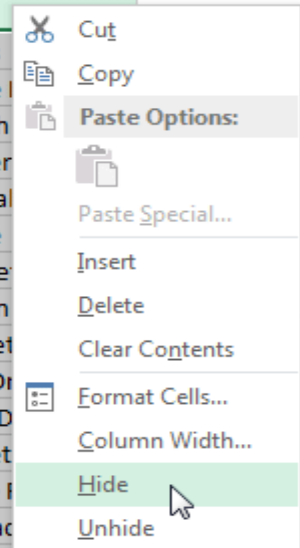 Cut
Copy
Paste Options:
Paste Special...
Insert
Delete
Clear Contents
Format Cells...
Column Width...
Hide
Unhide